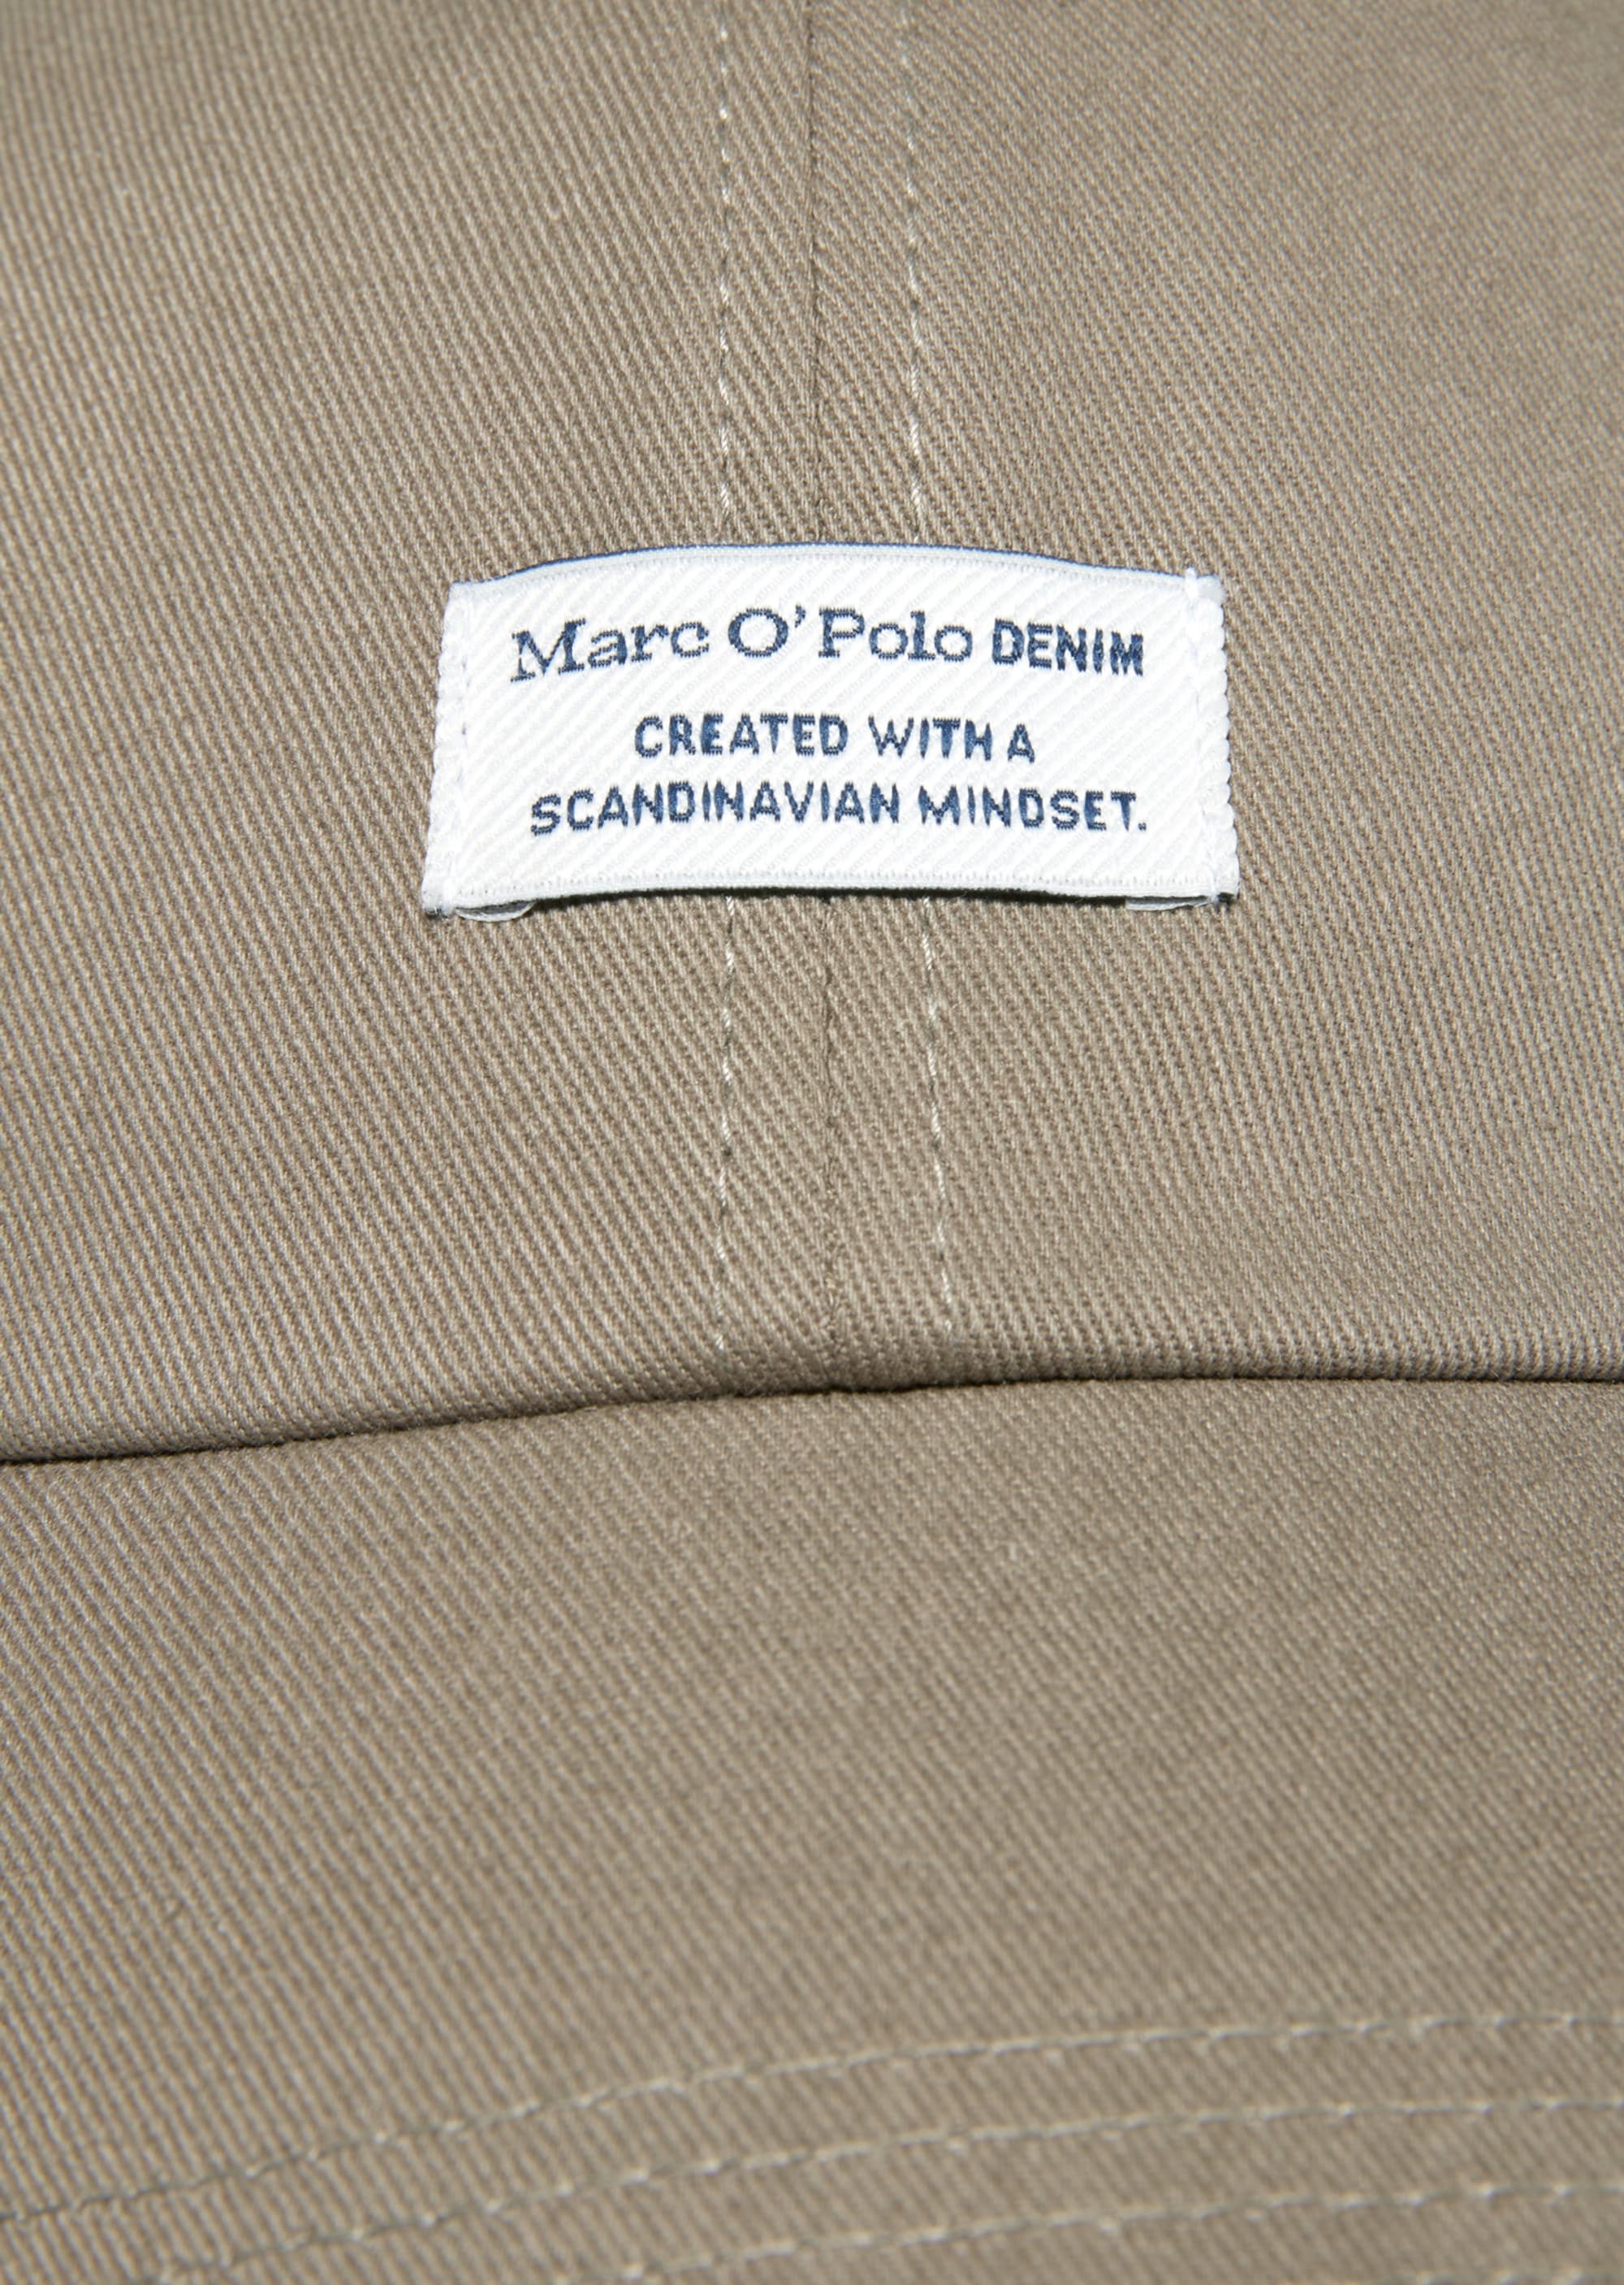 Marc O'Polo DENIM
CREATED WITH A
SCANDINAVIAN MINDSET.